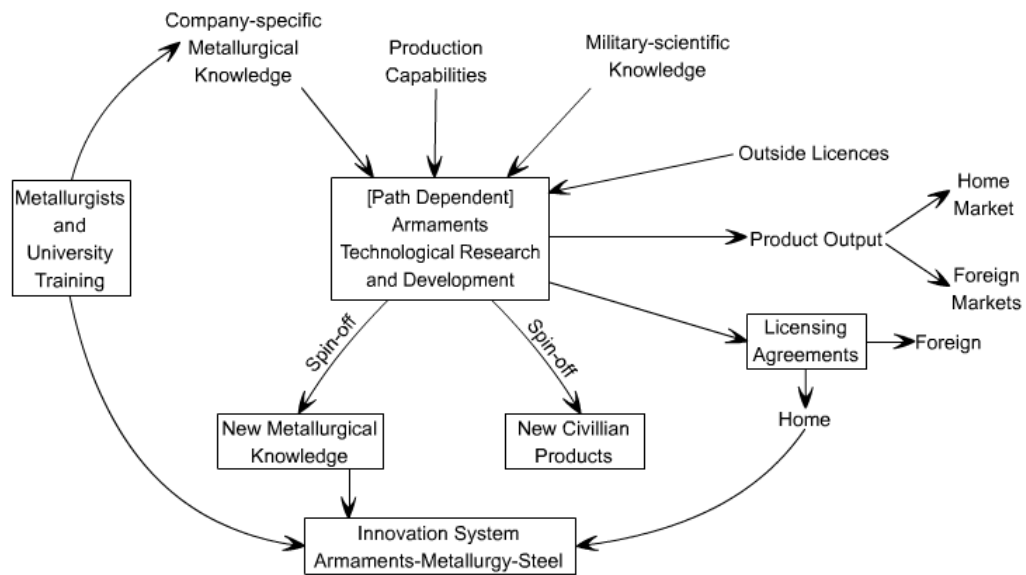 Company-specific
Metallurgical
Knowledge
Production
Capabilities
Military-scientific
Knowledge
Outside Licences
Metallurgists
and
University
Training
[Path Dependent]
Armaments
Technological Research
and Development
Home
Market
Product Output
Foreign
Markets
Spin-off
Spin-off
Licensing
Agreements
Foreign
New Metallurgical
Knowledge
New Civillian
Products
Home
Innovation System
Armaments-Metallurgy-Steel